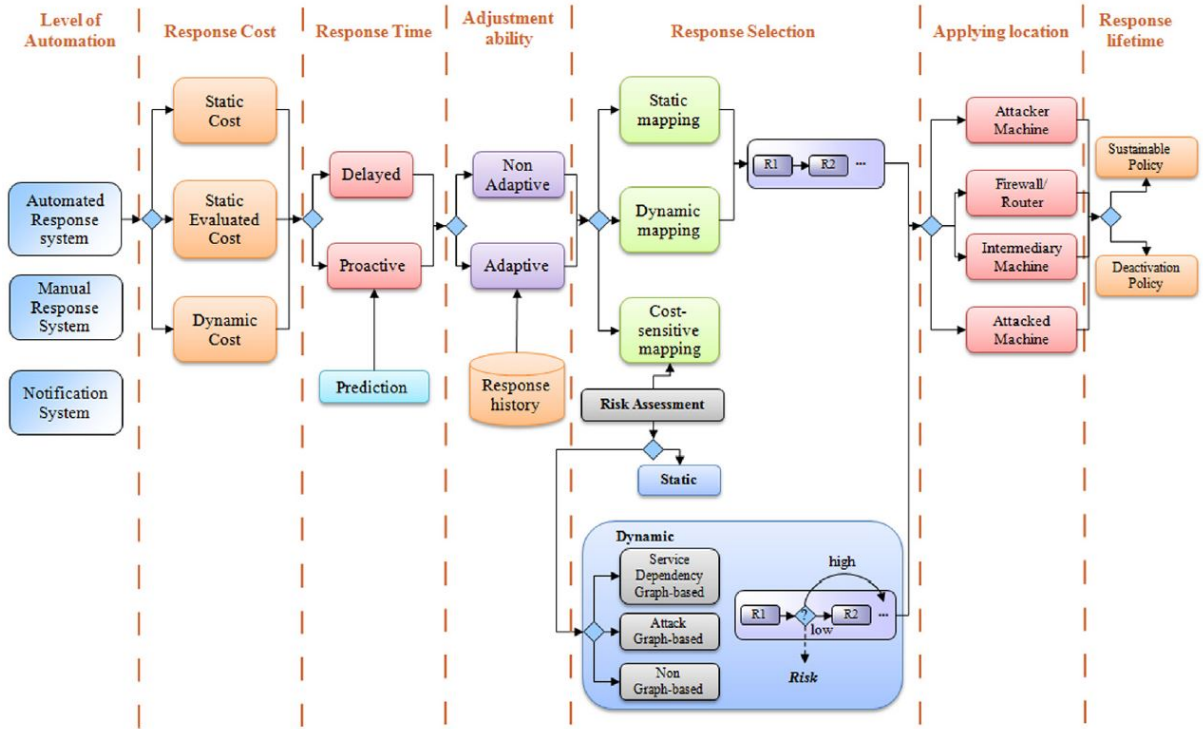 Level of
Automation
Response Cost
Response Time
Adjustment
ability
Response Selection
Applying location
Response
lifetime
Automated
Response
system
Manual
Response
System
Notification
System
Static
Cost
Static
Evaluated
Cost
Dynamic
Cost
Delayed
Proactive
Prediction
Non
Adaptive
Adaptive
Response
history
Static
mapping
Dynamic
mapping
Cost-
sensitive
mapping
R1
R2
...
Risk Assessment
Static
Dynamic
Service
Dependency
Graph-based
Attack
Graph-based
Non
Graph-based
high
R1
?
R2
...
low
Risk
Attacker
Machine
Firewall/
Router
Intermediary
Machine
Attacked
Machine
Sustainable
Policy
Deactivation
Policy